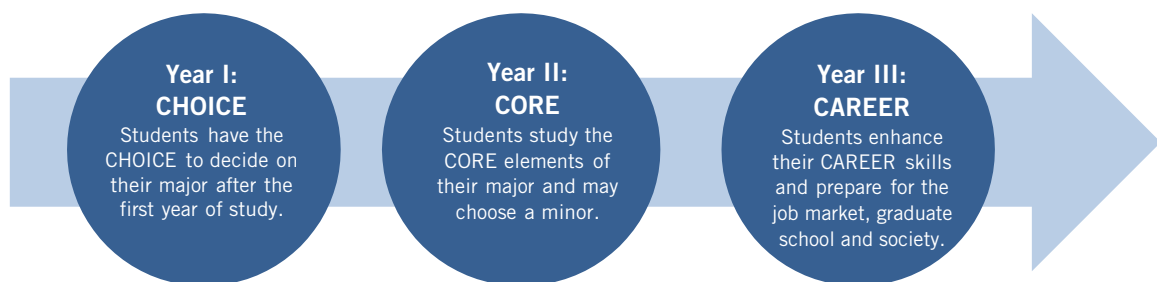 Year I:
CHOICE
Students have the
CHOICE to decide on
their major after the
first year of study.
Year II:
CORE
Students study the
CORE elements of
their major and may
choose a minor.
Year III:
CAREER
Students enhance
their CAREER skills
and prepare for the
job market, graduate
school and society.